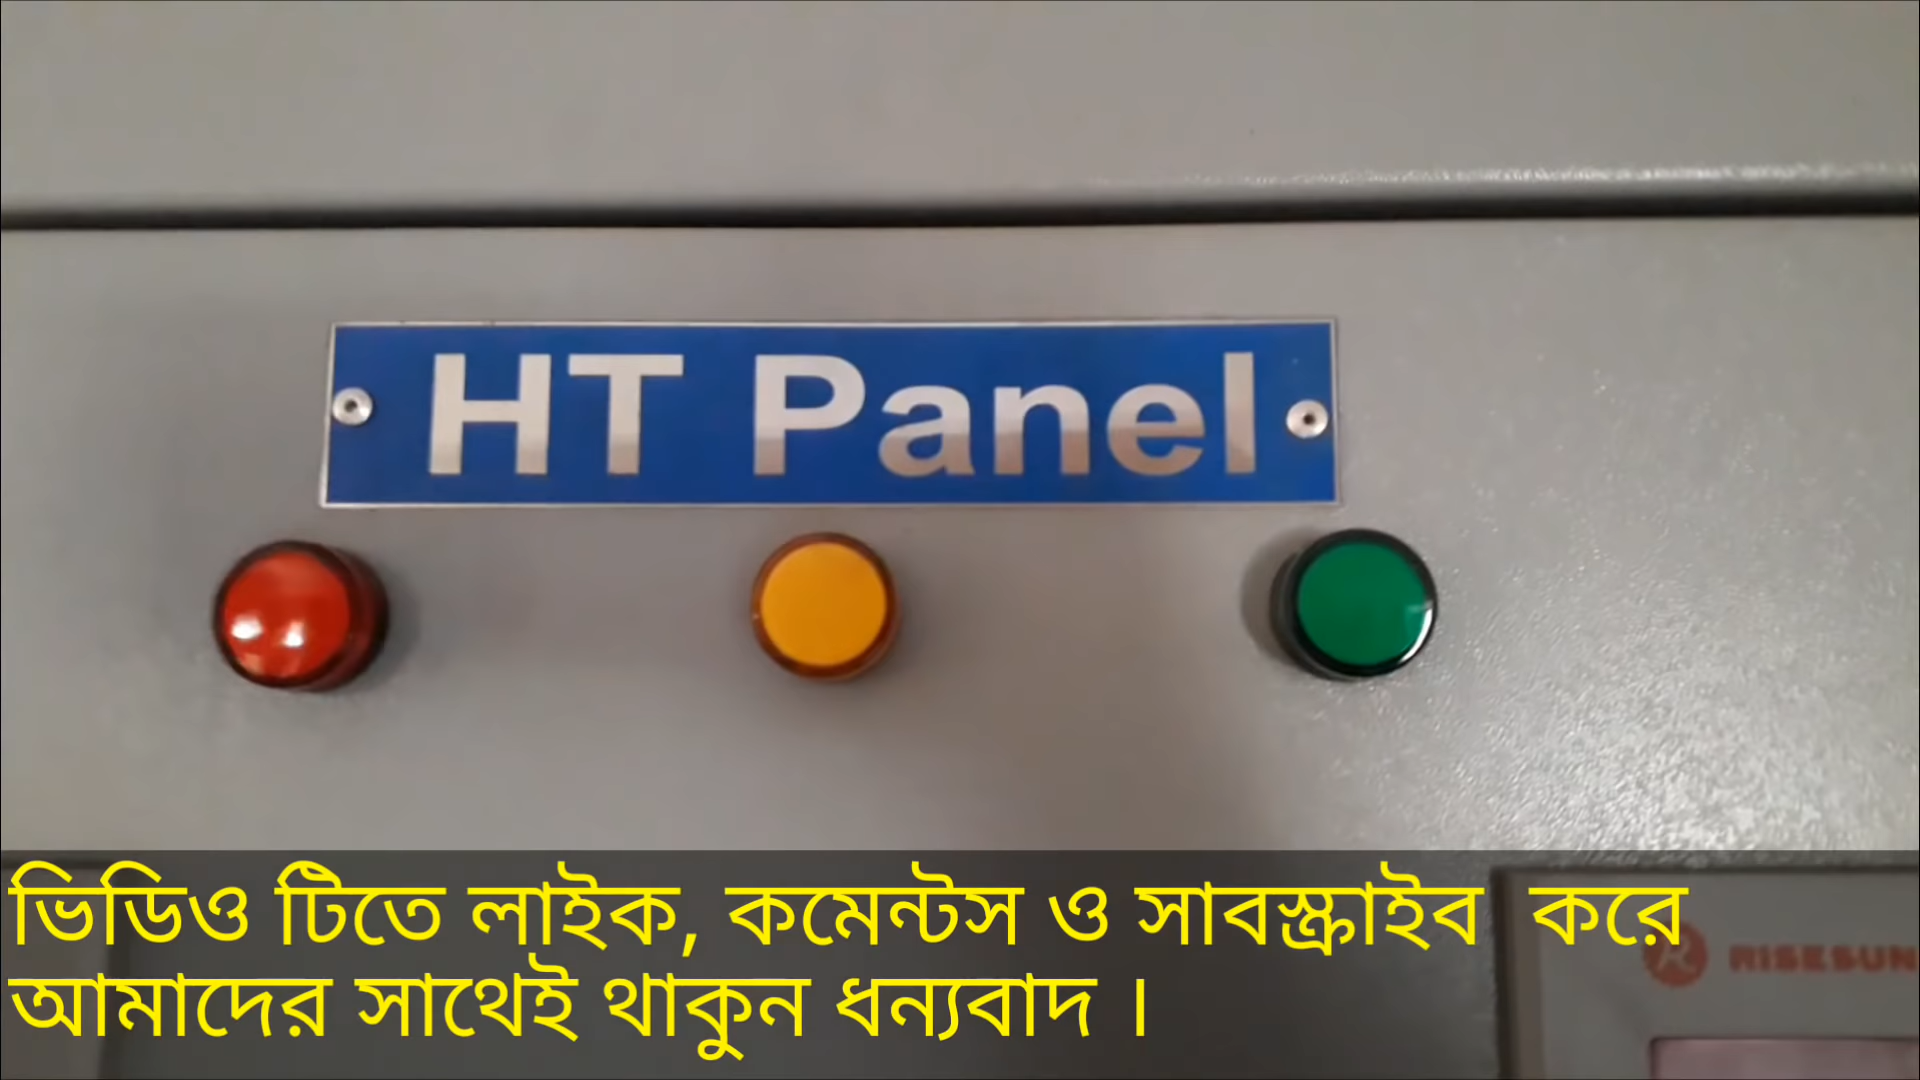 HT Panel
ভিডিও টিতে লাইক, কমেন্টস ও সাবস্ক্রাইব  করে
আমাদের সাথেই থাকুন ধন্যবাদ ।
RISESUN